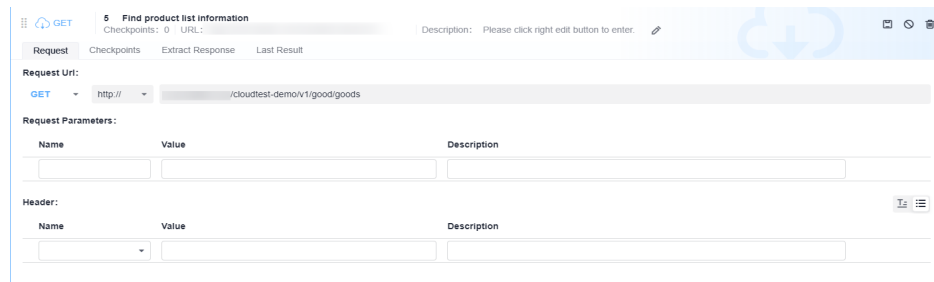 GET
5 Find product list information
Checkpoints: 0 URL:
Description: Please click right edit button to enter.
Request Checkpoints Extract Response Last Result
Request Url:
GET http:// /cloudtest-demo/v1/good/goods
Request Parameters:
Name Value Description
Header:
Name Value Description